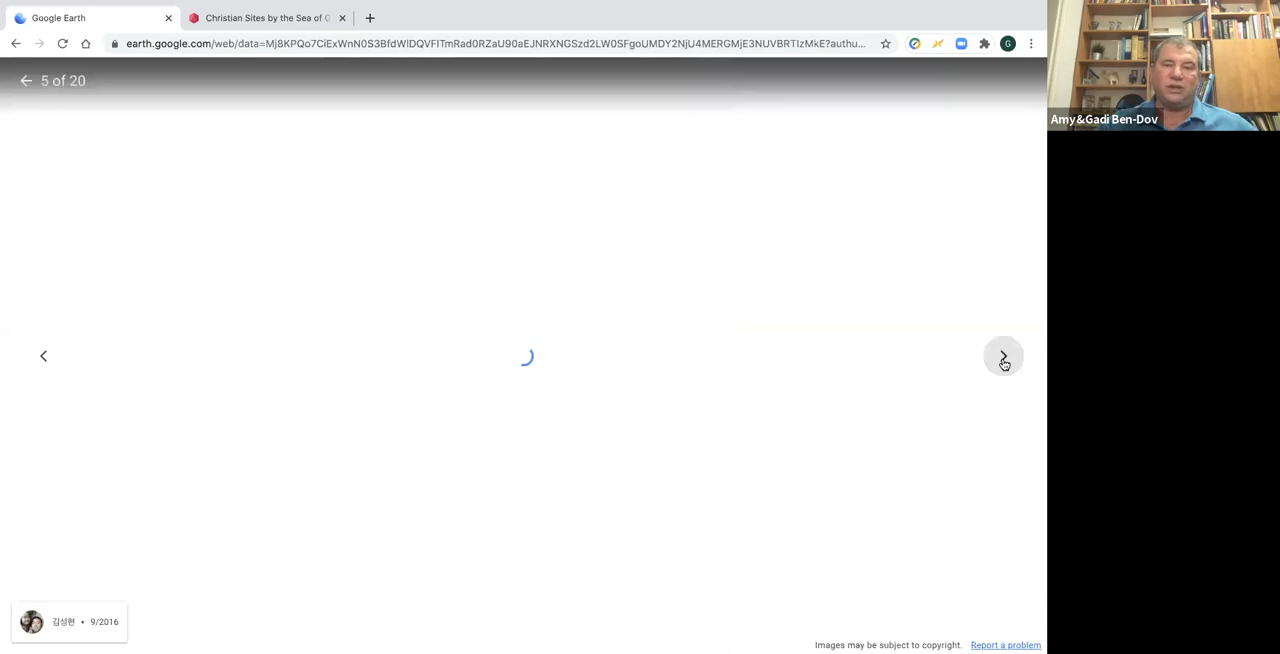 Google Earth
Christian Sites by the Sea of
earth.google.com/web/data=Mj8KPQo7CiExWnN0S3BfdWlDQVFITmRad0RZaU90aEJNRXNGSzd2LW0SFgoUMDY2NjU4MERGMjE3NUVBRTIzMkE?authu...
G
5 of 20
Amy&Gadi Ben-Dov
김성현 • 9/2016
Images may be subject to copyright. Report a problem